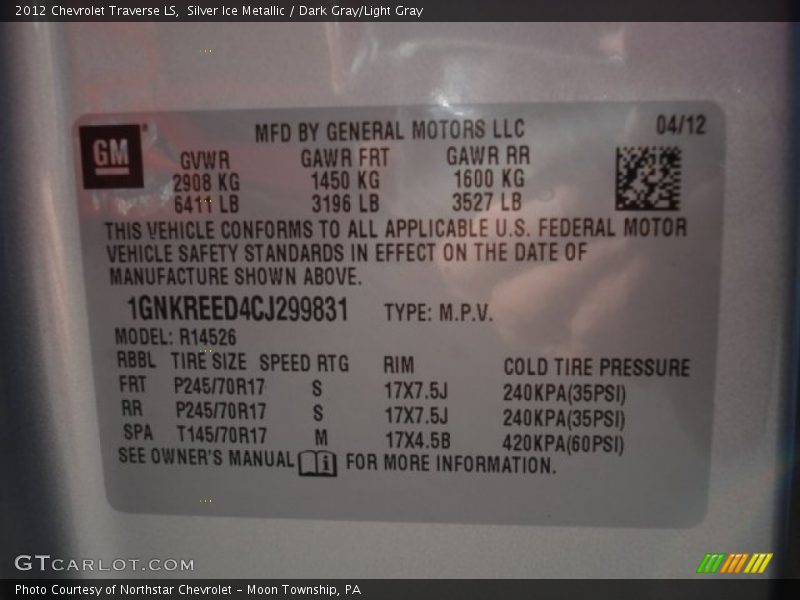 2012 Chevrolet Traverse LS, Silver Ice Metallic / Dark Gray/Light Gray
MFD BY GENERAL MOTORS LLC 04/12
GM
GVWR GAWR FRT GAWR RR
2908 KG 1450 KG 1600 KG
6411 LB 3196 LB 3527 LB
THIS VEHICLE CONFORMS TO ALL APPLICABLE U.S. FEDERAL MOTOR
VEHICLE SAFETY STANDARDS IN EFFECT ON THE DATE OF
MANUFACTURE SHOWN ABOVE.
1GNKREED4CJ299831 TYPE: M.P.V.
MODEL: R14526
RBBL TIRE SIZE SPEED RTG RIM COLD TIRE PRESSURE
FRT P245/70R17 S 17X7.5J 240KPA(35PSI)
RR P245/70R17 S 17X7.5J 240KPA(35PSI)
SPA T145/70R17 M 17X4.5B 420KPA(60PSI)
SEE OWNER'S MANUAL i FOR MORE INFORMATION.
GTCARLOT.COM
Photo Courtesy of Northstar Chevrolet - Moon Township, PA